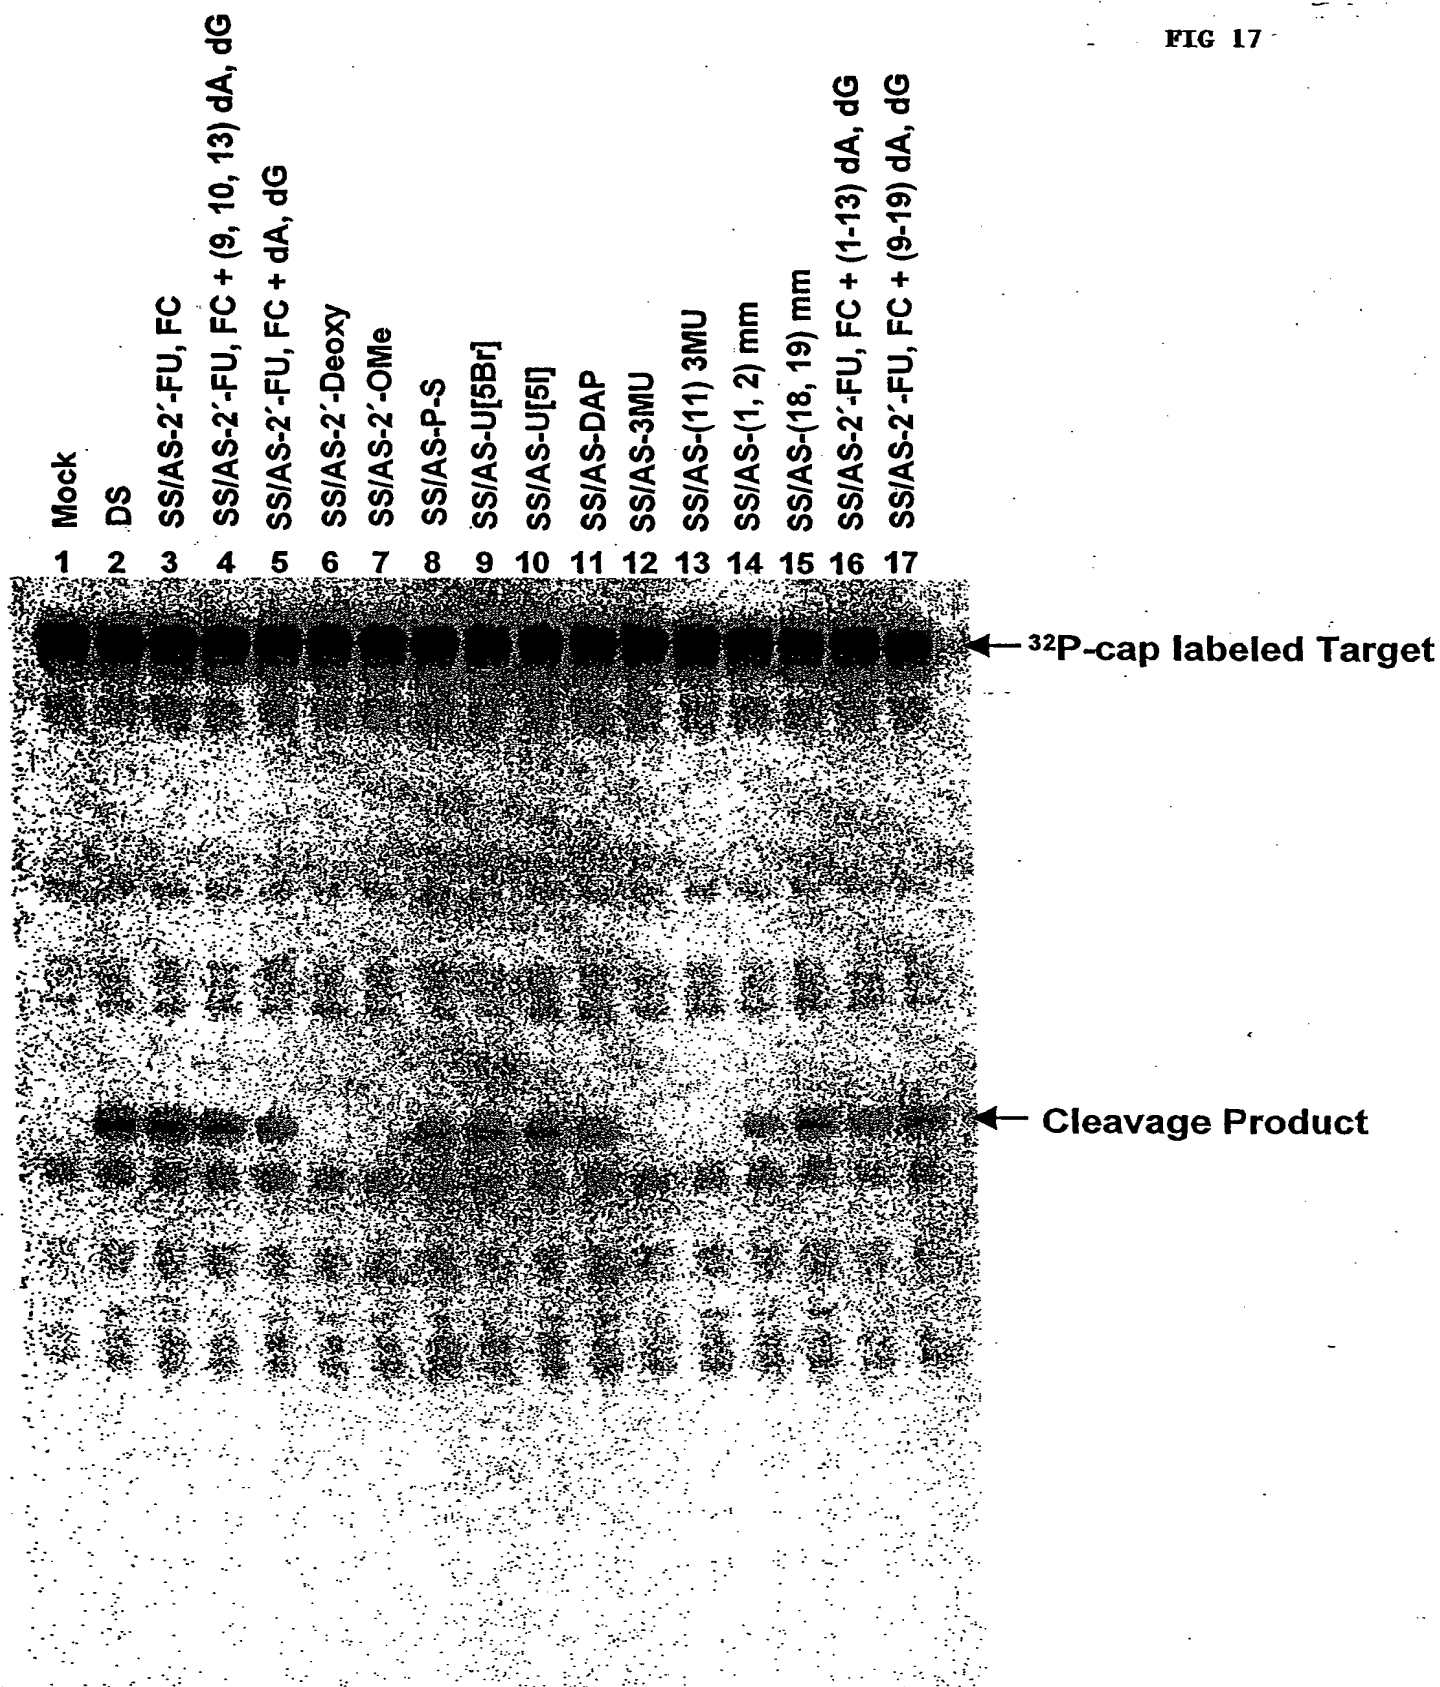 FIG 17
Mock
DS
SS/AS-2′-FU, FC
SS/AS-2′-FU, FC + (9, 10, 13) dA, dG
SS/AS-2′-FU, FC + dA, dG
SS/AS-2′-Deoxy
SS/AS-2′-OMe
SS/AS-P-S
SS/AS-U[5Br]
SS/AS-U[5I]
SS/AS-DAP
SS/AS-3MU
SS/AS-(11) 3MU
SS/AS-(1, 2) mm
SS/AS-(18, 19) mm
SS/AS-2′-FU, FC + (1-13) dA, dG
SS/AS-2′-FU, FC + (9-19) dA, dG
1 2 3 4 5 6 7 8 9 10 11 12 13 14 15 16 17
³²P-cap labeled Target
Cleavage Product